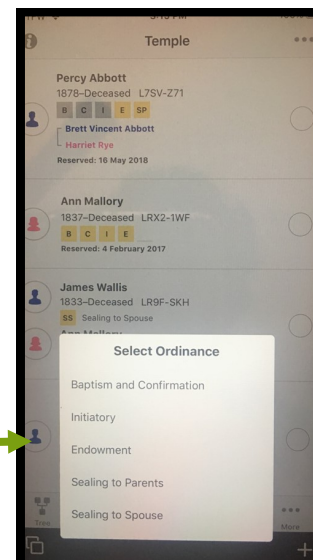 Temple
Percy Abbott
1878–Deceased L7SV-Z71
B C I E SP
Brett Vincent Abbott
Harriet Rye
Reserved: 16 May 2018
Ann Mallory
1837–Deceased LRX2-1WF
B C I E
Reserved: 4 February 2017
James Wallis
1833–Deceased LR9F-SKH
SS Sealing to Spouse
Ann Mallory
Select Ordinance
Baptism and Confirmation
Initiatory
Endowment
Sealing to Parents
Sealing to Spouse
Tree
More